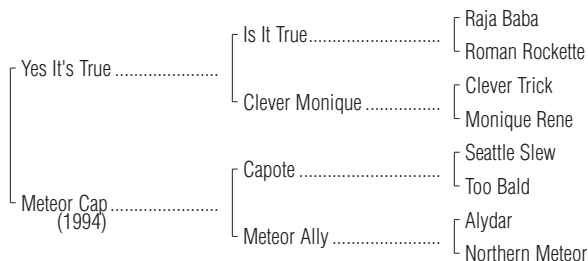 Raja Baba
Is It True
Roman Rockette
Yes It's True
Clever Trick
Clever Monique
Monique Rene
Seattle Slew
Capote
Too Bald
Meteor Cap
(1994)
Alydar
Meteor Ally
Northern Meteor